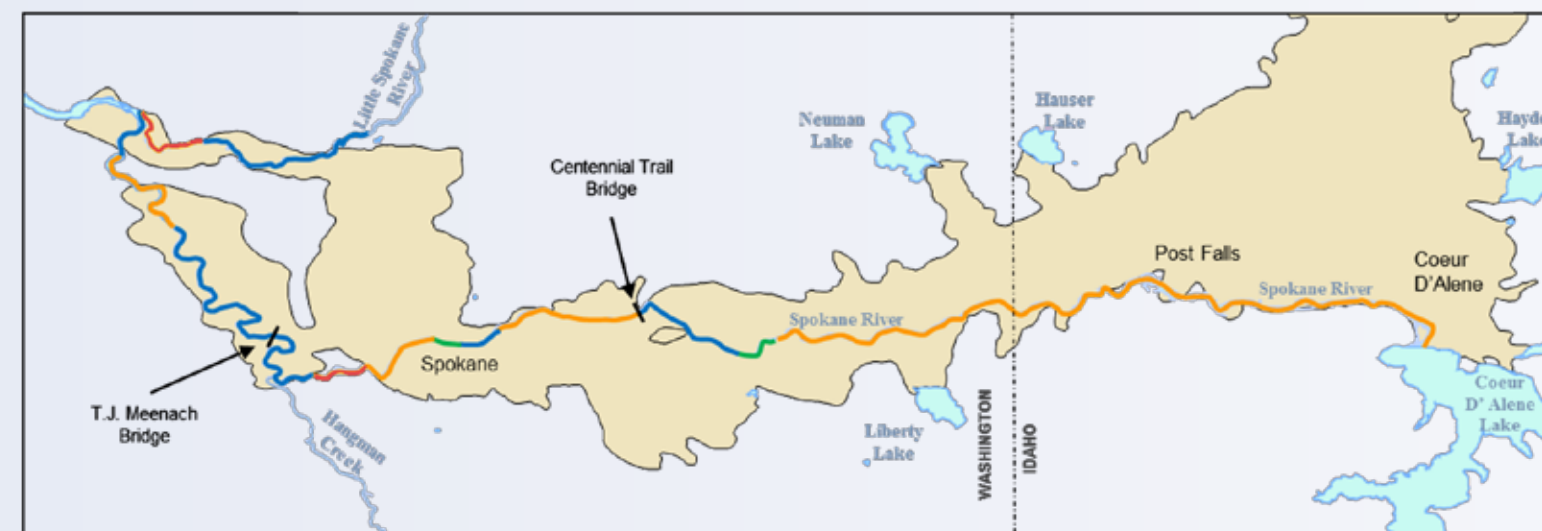 Little Spokane
River
Neuman
Lake
Hauser
Lake
Lake
Centennial Trail
Bridge
Post Falls
Coeur
D'Alene
Spokane River
Spokane River
Spokane
T.J. Meenach
Bridge
Hangman
Creek
Liberty
Lake
WASHINGTON
IDAHO
Coeur
D' Alene
Lake